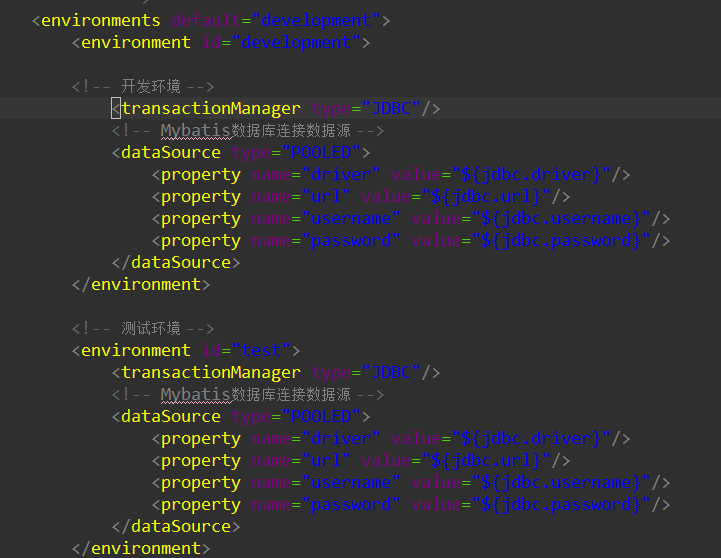 <environments default="development">
<environment id="development">
<!-- 开发环境 -->
<transactionManager type="JDBC"/>
<!-- Mybatis数据库连接数据源 -->
<dataSource type="POOLED">
<property name="driver" value="${jdbc.driver}"/>
<property name="url" value="${jdbc.url}"/>
<property name="username" value="${jdbc.username}"/>
<property name="password" value="${jdbc.password}"/>
</dataSource>
</environment>
<!-- 测试环境 -->
<environment id="test">
<transactionManager type="JDBC"/>
<!-- Mybatis数据库连接数据源 -->
<dataSource type="POOLED">
<property name="driver" value="${jdbc.driver}"/>
<property name="url" value="${jdbc.url}"/>
<property name="username" value="${jdbc.username}"/>
<property name="password" value="${jdbc.password}"/>
</dataSource>
</environment>